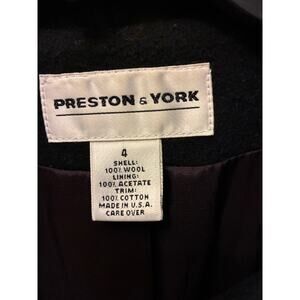 PRESTON & YORK
4
SHELL:
100% WOOL
LINING:
100% ACETATE
TRIM:
100% COTTON
MADE IN U.S.A.
CARE OVER